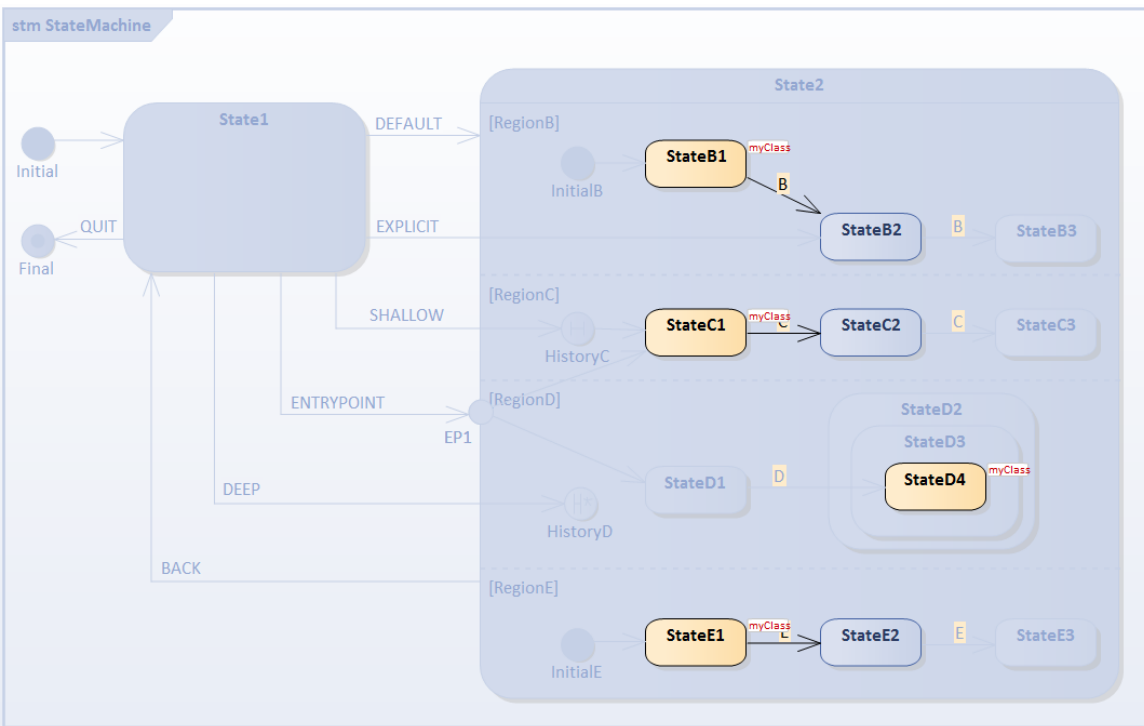 stm StateMachine
State2
State1
DEFAULT
[RegionB]
StateB1
myClass
Initial
InitialB
B
QUIT
EXPLICIT
StateB2
B
StateB3
Final
[RegionC]
SHALLOW
StateC1
myClass
C
StateC2
C
StateC3
HistoryC
ENTRYPOINT
[RegionD]
EP1
StateD2
StateD3
StateD1
D
StateD4
myClass
DEEP
H*
HistoryD
BACK
[RegionE]
StateE1
myClass
E
StateE2
E
StateE3
InitialE